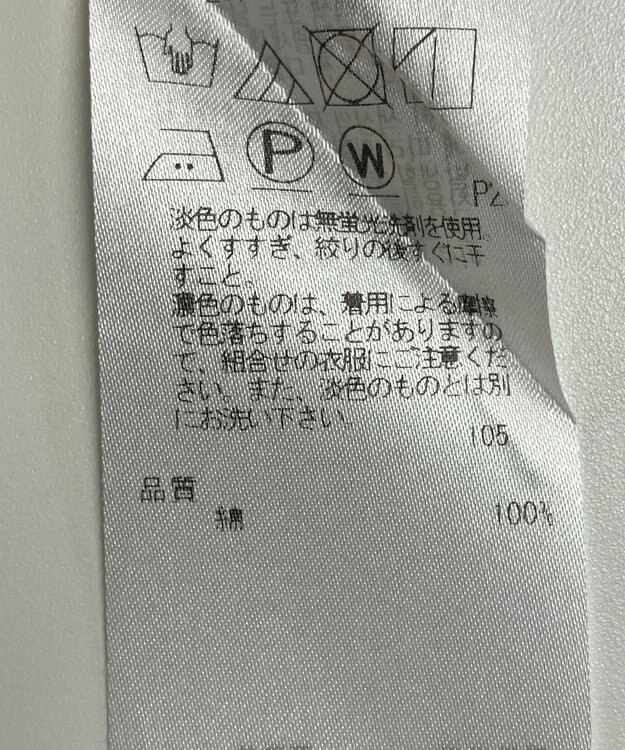 P
W
淡色のものは無蛍光洗剤を使用、
よくすすぎ、絞りの後すぐに干
すこと。
濃色のものは、着用による摩擦
で色落ちすることがありますの
で、組合せの衣服にご注意くだ
さい。また、淡色のものとは別
にお洗い下さい。
105
品質
綿 100%